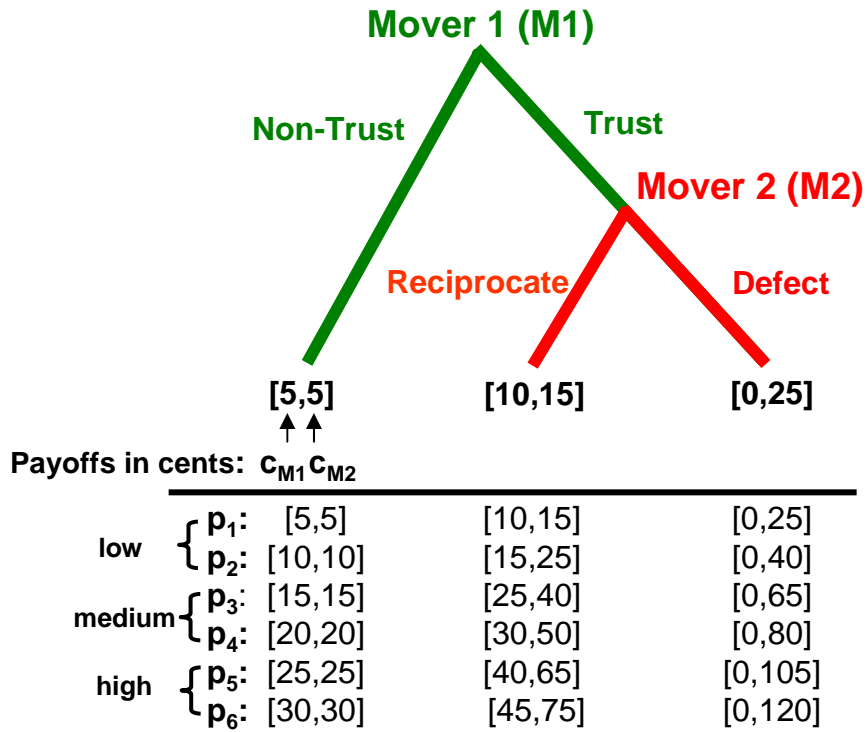 Mover 1 (M1)
Non-Trust Trust
Mover 2 (M2)
Reciprocate Defect
[5,5] [10,15] [0,25]
Payoffs in cents: cM1 cM2
low
p1: [5,5] [10,15] [0,25]
p2: [10,10] [15,25] [0,40]
medium
p3: [15,15] [25,40] [0,65]
p4: [20,20] [30,50] [0,80]
high
p5: [25,25] [40,65] [0,105]
p6: [30,30] [45,75] [0,120]